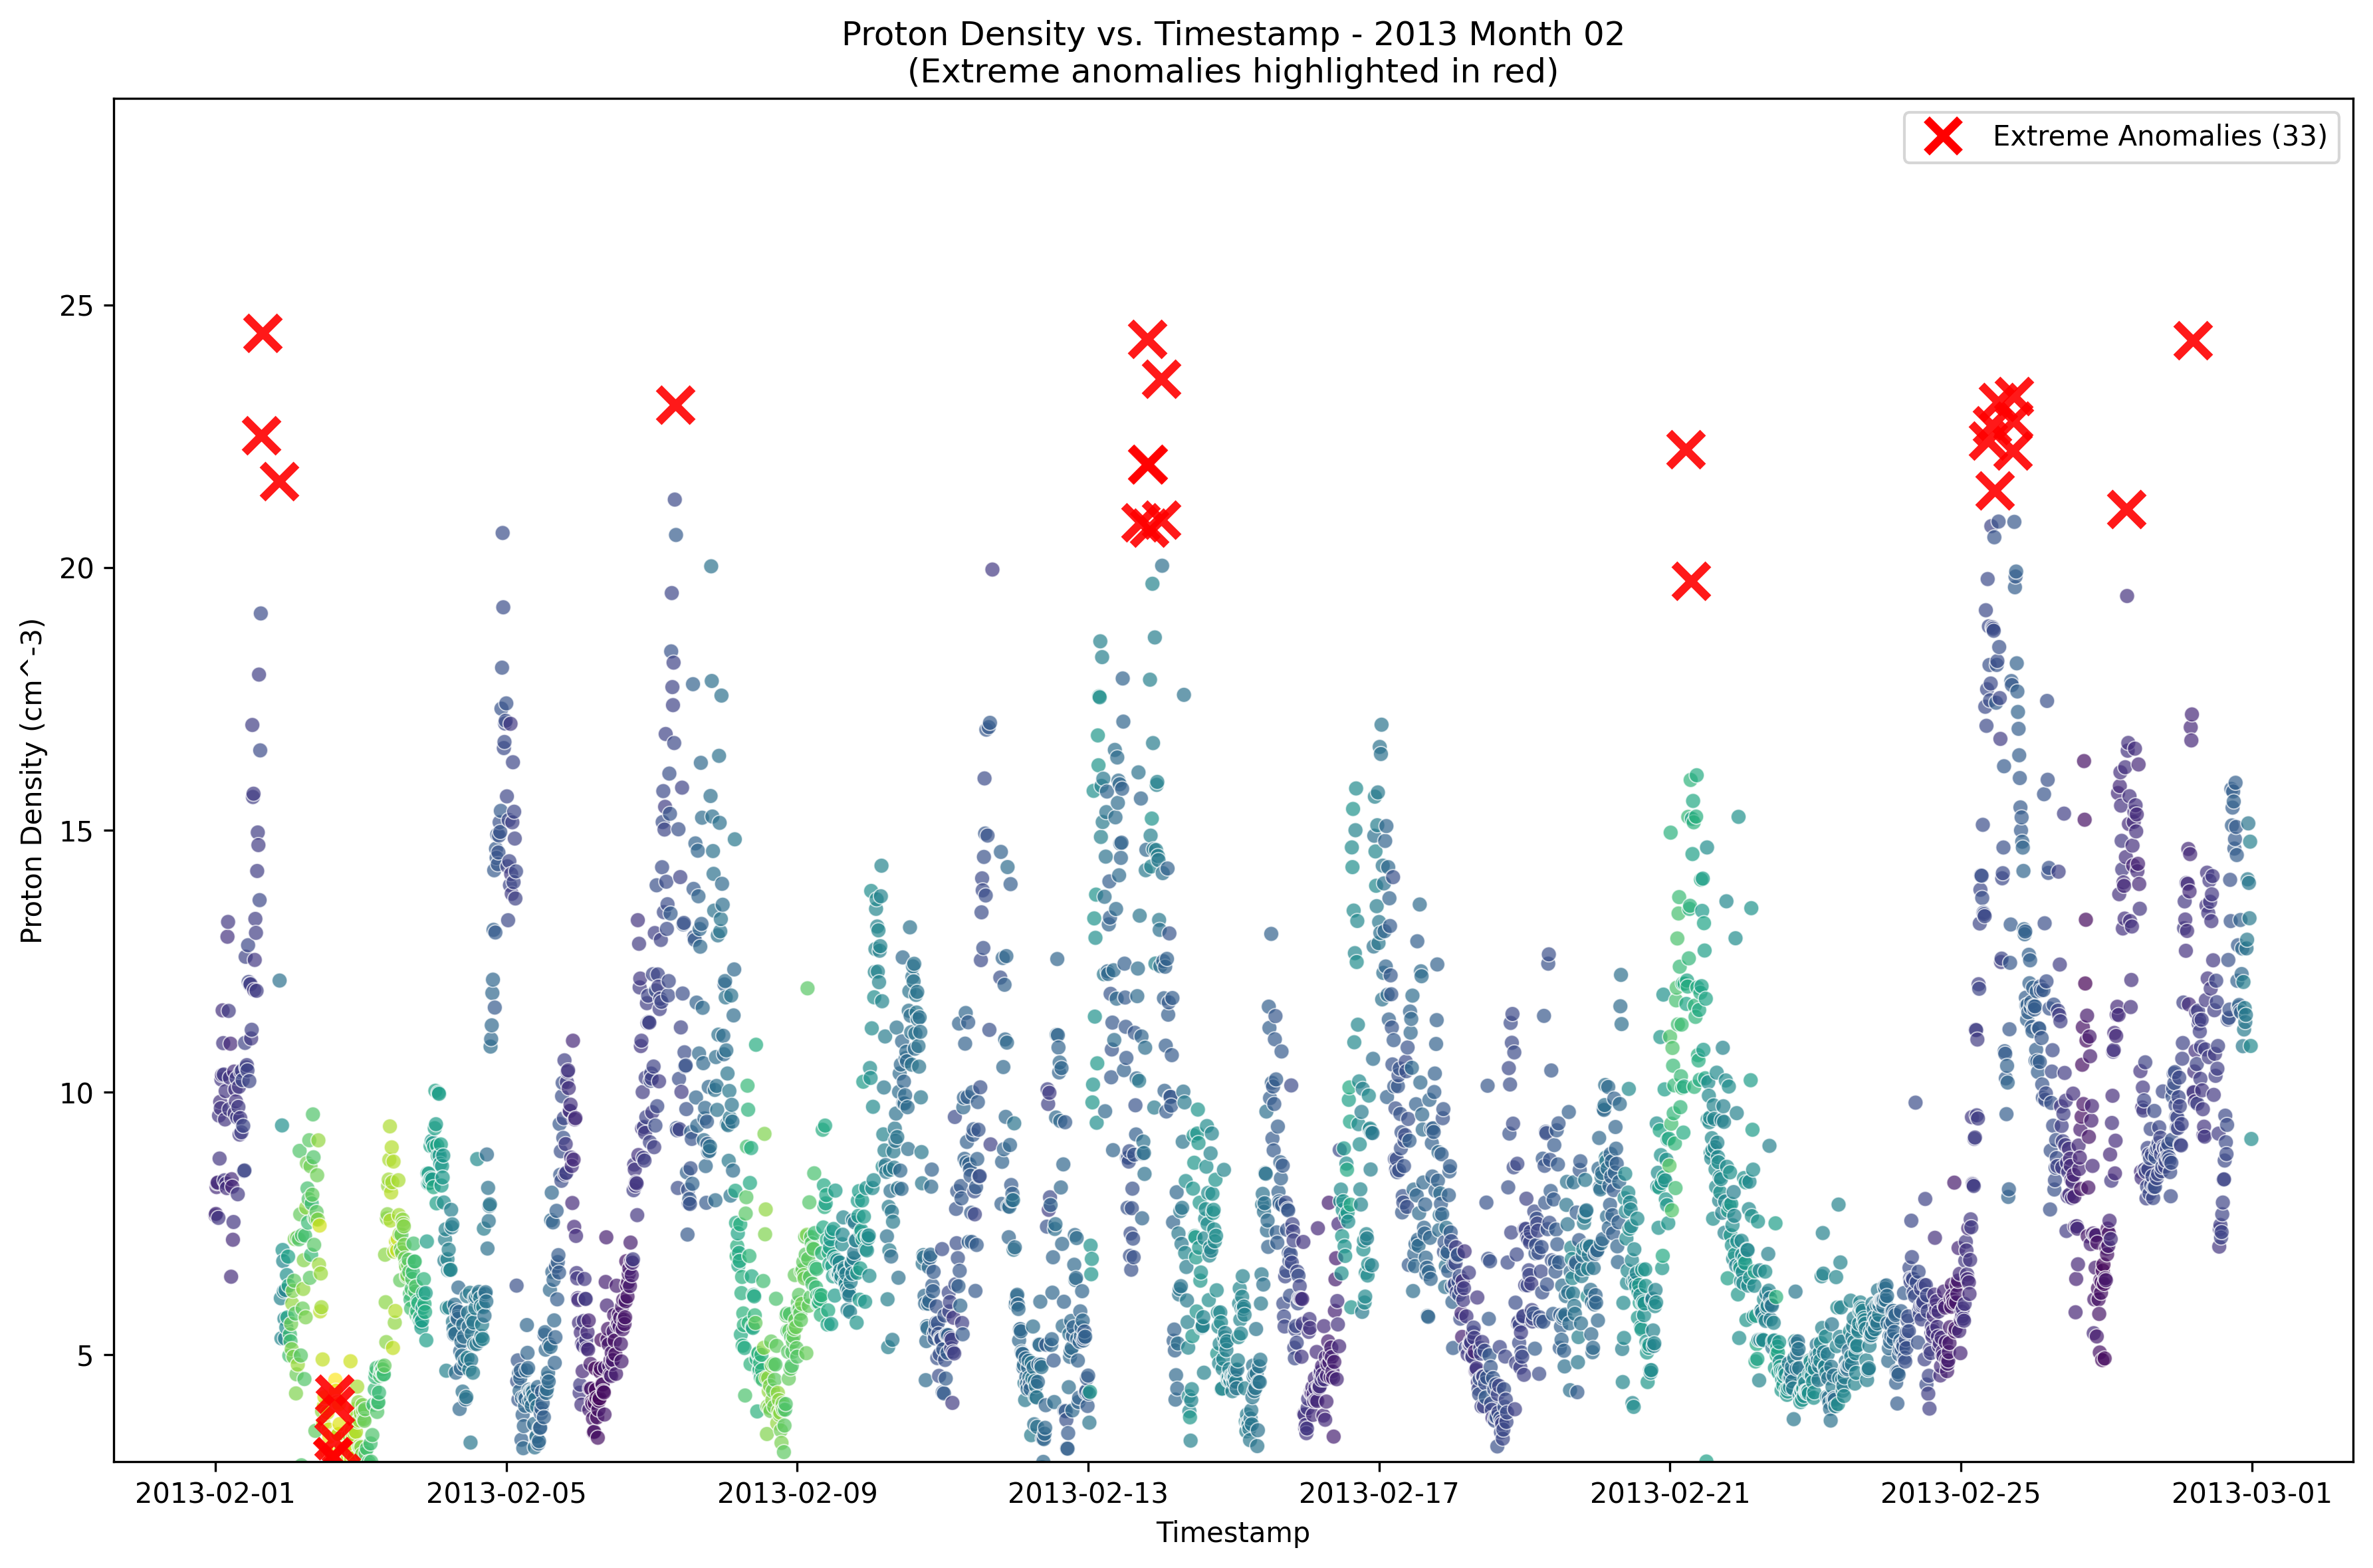 Proton Density vs. Timestamp - 2013 Month 02
(Extreme anomalies highlighted in red)
Extreme Anomalies (33)
Proton Density (cm^-3)
25
20
15
10
5
2013-02-01
2013-02-05
2013-02-09
2013-02-13
2013-02-17
2013-02-21
2013-02-25
2013-03-01
Timestamp